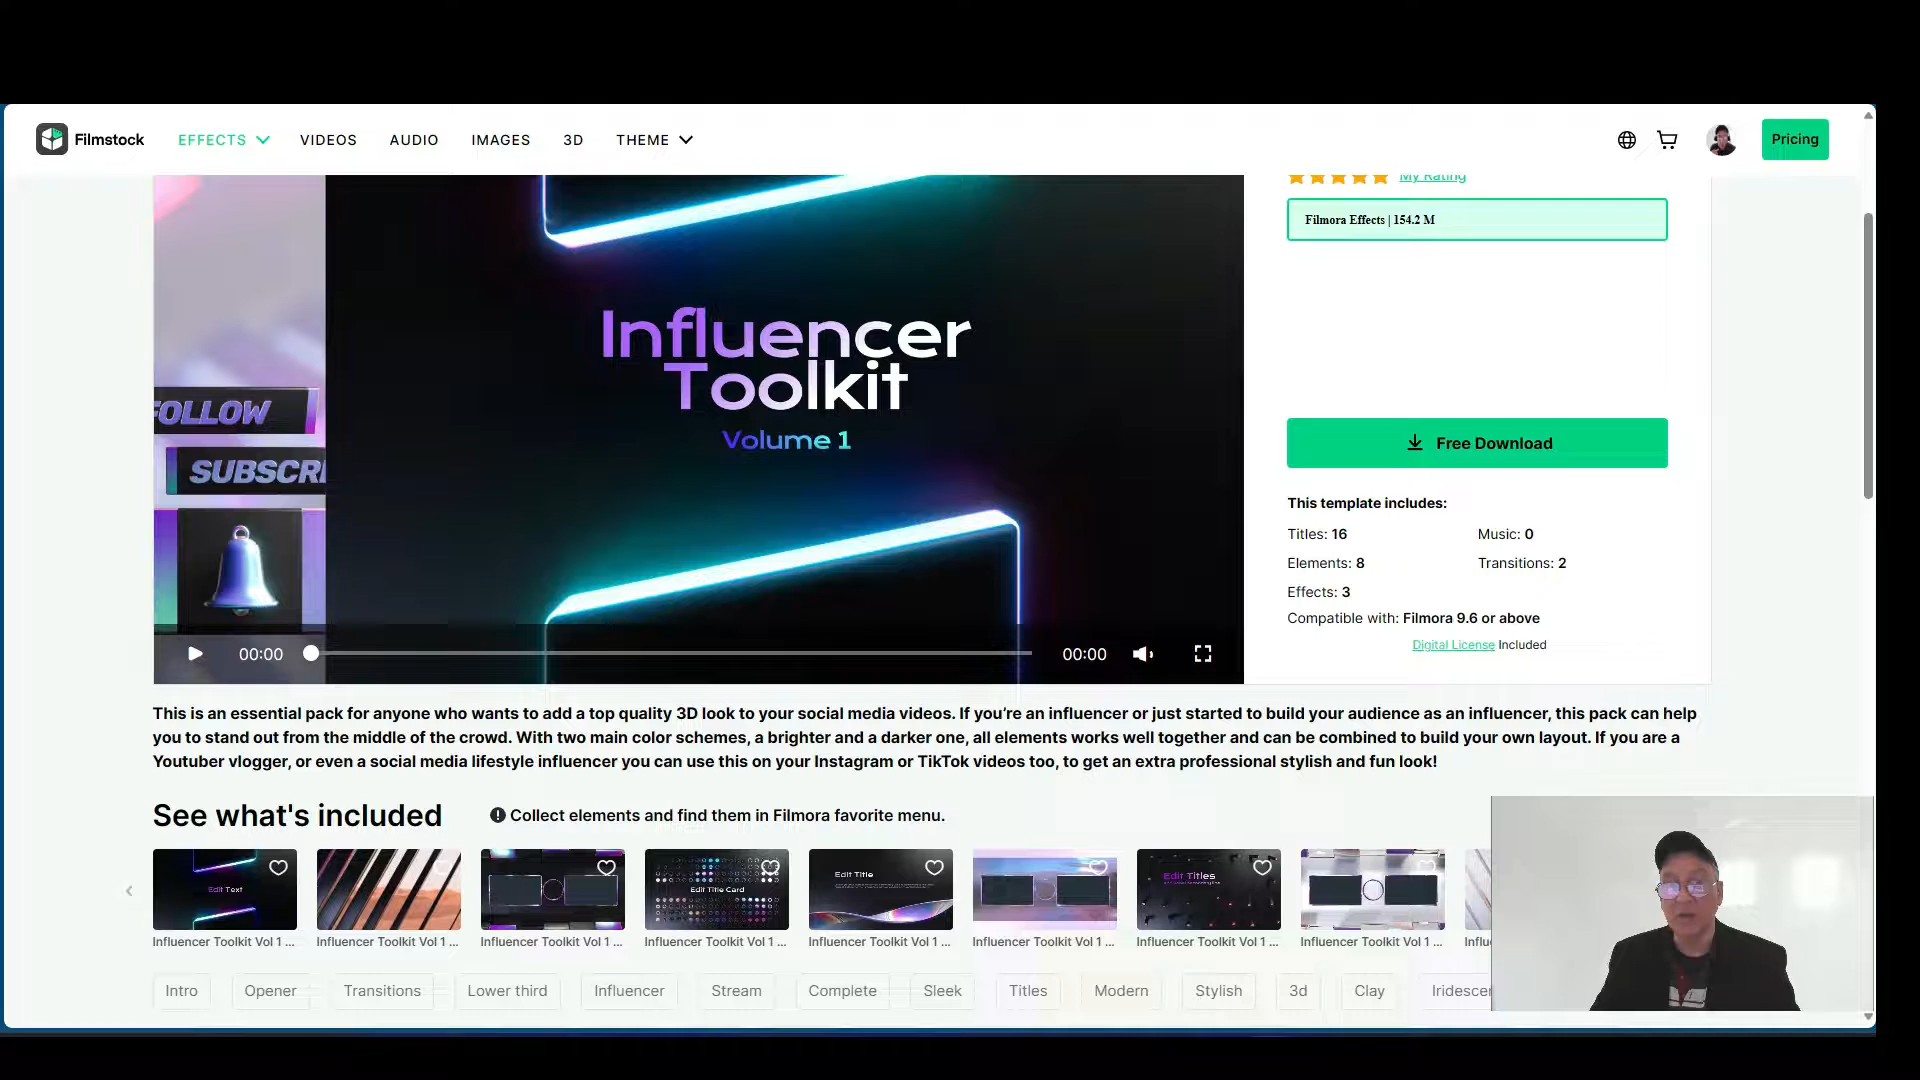 Filmstock
EFFECTS
VIDEOS
AUDIO
IMAGES
3D
THEME
Pricing
My Rating
Filmora Effects | 154.2 M
Influencer
Toolkit
Volume 1
FOLLOW
SUBSCRI
Free Download
This template includes:
Titles: 16
Music: 0
Elements: 8
Transitions: 2
Effects: 3
Compatible with: Filmora 9.6 or above
Digital License Included
00:00
00:00
This is an essential pack for anyone who wants to add a top quality 3D look to your social media videos. If you're an influencer or just started to build your audience as an influencer, this pack can help
you to stand out from the middle of the crowd. With two main color schemes, a brighter and a darker one, all elements works well together and can be combined to build your own layout. If you are a
Youtuber vlogger, or even a social media lifestyle influencer you can use this on your Instagram or TikTok videos too, to get an extra professional stylish and fun look!
See what's included
Collect elements and find them in Filmora favorite menu.
Edit Text
Edit Title Card
Edit Title
Edit Titles
Influencer Toolkit Vol 1 ...
Influencer Toolkit Vol 1 ...
Influencer Toolkit Vol 1 ...
Influencer Toolkit Vol 1 ...
Influencer Toolkit Vol 1 ...
Influencer Toolkit Vol 1 ...
Influencer Toolkit Vol 1 ...
Influencer Toolkit Vol 1 ...
Influ
Intro
Opener
Transitions
Lower third
Influencer
Stream
Complete
Sleek
Titles
Modern
Stylish
3d
Clay
Iridescen